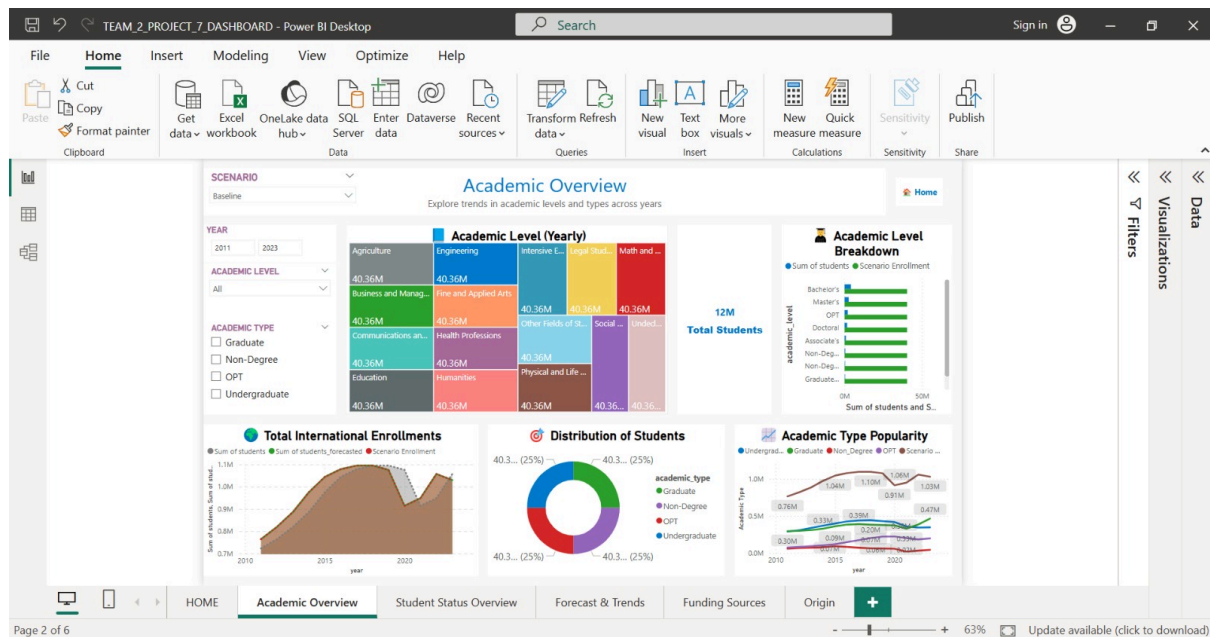 TEAM_2_PROJECT_7_DASHBOARD - Power BI Desktop
Search
Sign in
File Home Insert Modeling View Optimize Help
Paste
Cut
Copy
Format painter
Clipboard
Get data
Excel workbook
OneLake data hub
SQL Server
Enter data
Dataverse
Recent sources
Data
Transform data
Refresh
Queries
New visual
Text box
More visuals
Insert
New measure
Quick measure
Calculations
Sensitivity
Sensitivity
Publish
Share
SCENARIO
Baseline
Academic Overview
Explore trends in academic levels and types across years
Home
YEAR
2011 2023
ACADEMIC LEVEL
All
ACADEMIC TYPE
Graduate
Non-Degree
OPT
Undergraduate
Academic Level (Yearly)
Agriculture
40.36M
Business and Manag...
40.36M
Communications an...
40.36M
Education
40.36M
Engineering
40.36M
Fine and Applied Arts
40.36M
Health Professions
40.36M
Humanities
40.36M
Intensive E...
40.36M
Legal Stud...
40.36M
Math and ...
40.36M
Other Fields of St...
40.36M
Physical and Life ...
40.36M
Social ...
40.36...
Unded...
40.36...
12M
Total Students
Academic Level
Breakdown
Sum of students Scenario Enrollment
academic_level
Bachelor's
Master's
OPT
Doctoral
Associate's
Non-Deg...
Non-Deg...
Graduate...
0M 50M
Sum of students and S...
Total International Enrollments
Sum of students Sum of students_forecasted Scenario Enrollment
Sum of students, Sum of stud...
1.1M
1.0M
0.9M
0.8M
0.7M
2010 2015 2020
year
Distribution of Students
40.3... (25%) 40.3... (25%)
40.3... (25%) 40.3... (25%)
academic_type
Graduate
Non-Degree
OPT
Undergraduate
Academic Type Popularity
Undergrad... Graduate Non_Degree OPT Scenario ...
Academic Type
1.0M
0.5M
0.0M
0.76M 1.04M 1.10M 1.06M 0.91M 1.03M
0.33M 0.39M 0.47M
0.30M 0.09M 0.20M
2010 2015 2020
year
Filters
Visualizations
Data
HOME Academic Overview Student Status Overview Forecast & Trends Funding Sources Origin
Page 2 of 6
63%
Update available (click to download)